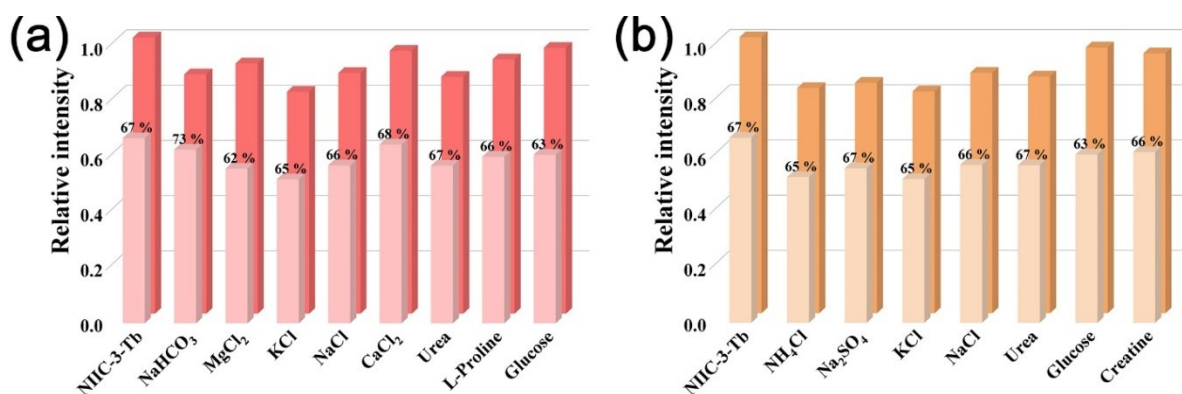 (a)
Relative intensity
1.0
0.8
0.6
0.4
0.2
0.0
67 %
73 %
62 %
65 %
66 %
68 %
67 %
66 %
63 %
NIIC-3-Tb
NaHCO₃
MgCl₂
KCl
NaCl
CaCl₂
Urea
L-Proline
Glucose
(b)
Relative intensity
1.0
0.8
0.6
0.4
0.2
0.0
67 %
65 %
67 %
65 %
66 %
67 %
63 %
66 %
NIIC-3-Tb
NH₄Cl
Na₂SO₄
KCl
NaCl
Urea
Glucose
Creatine